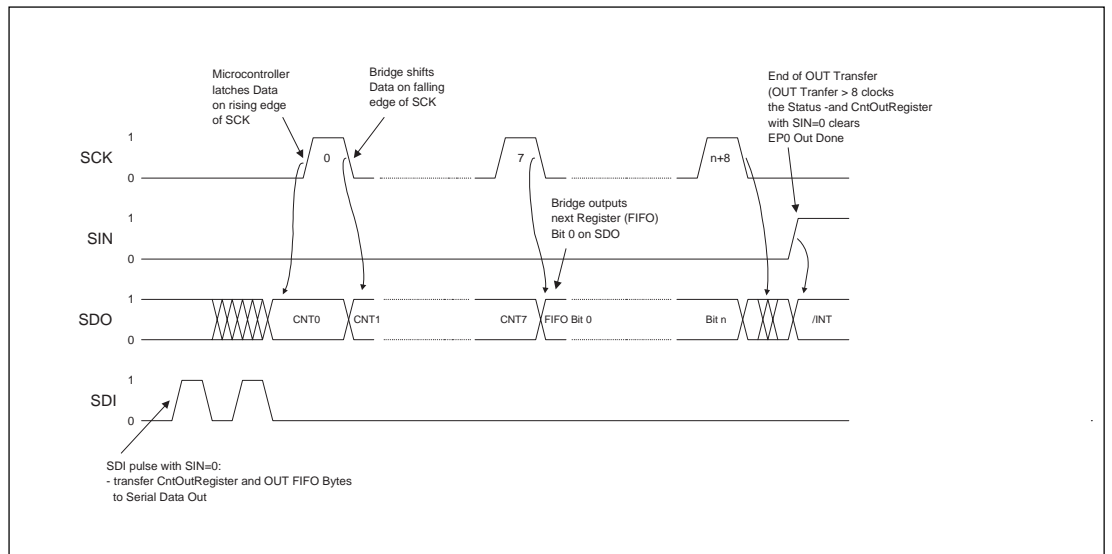 Microcontroller
latches Data
on rising edge
of SCK
Bridge shifts
Data on falling
edge of SCK
End of OUT Transfer
(OUT Tranfer > 8 clocks
the Status -and CntOutRegister
with SIN=0 clears
EP0 Out Done
SCK
1
0
0
7
n+8
Bridge outputs
next Register (FIFO)
Bit 0 on SDO
SIN
1
0
SDO
1
0
CNT0
CNT1
CNT7
FIFO Bit 0
Bit n
/INT
SDI
1
0
SDI pulse with SIN=0:
- transfer CntOutRegister and OUT FIFO Bytes
to Serial Data Out